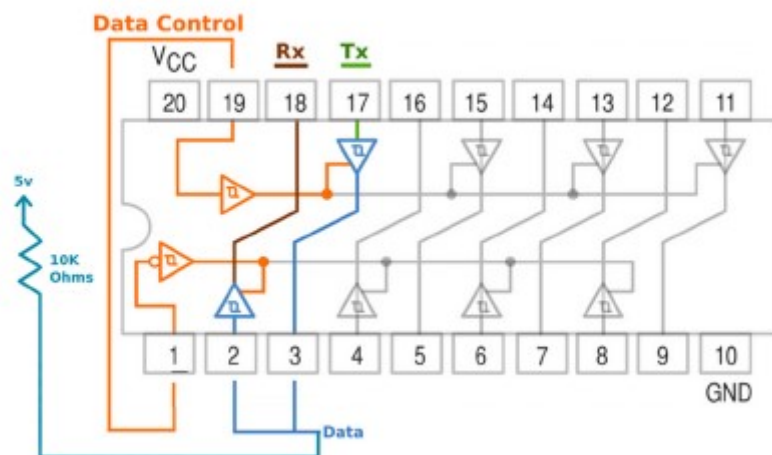 Data Control
VCC Rx Tx
20 19 18 17 16 15 14 13 12 11
5v
10K
Ohms
1 2 3 4 5 6 7 8 9 10
GND
Data